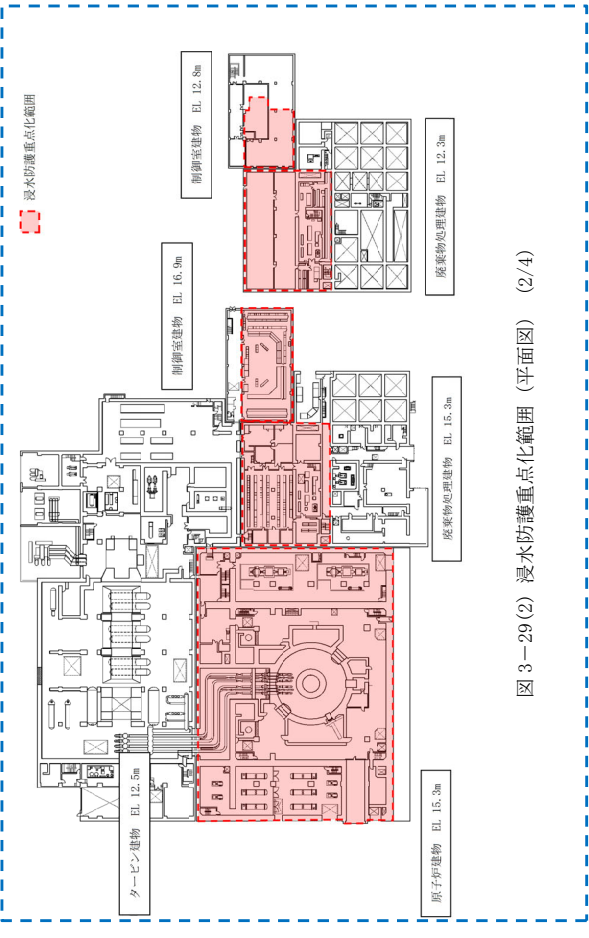 浸水防護重点化範囲
制御室建物 EL 12.8m
廃棄物処理建物 EL 12.3m
制御室建物 EL 16.9m
廃棄物処理建物 EL 15.3m
タービン建物 EL 12.5m
原子炉建物 EL 15.3m
図3-29(2) 浸水防護重点化範囲(平面図) (2/4)